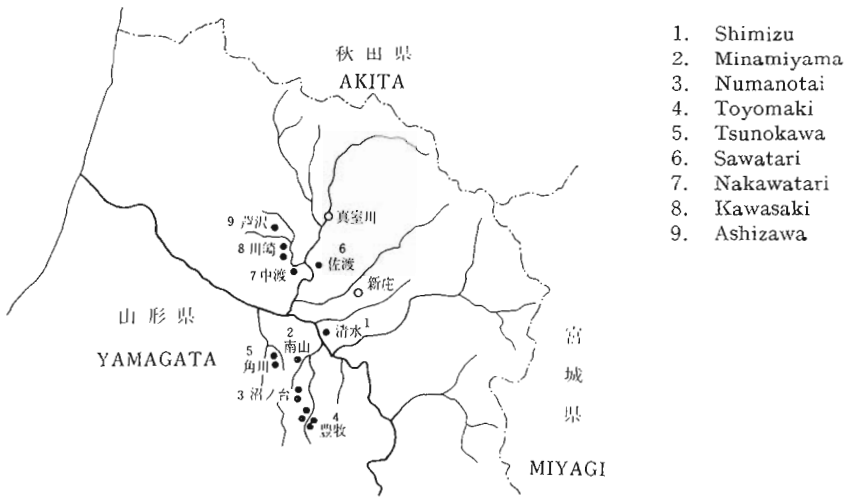 秋田県
AKITA
真室川
9 芦沢
8 川崎
7 中渡
6
佐渡
新庄
山形県
YAMAGATA
清水 1
2
南山
5
角川
3 沼ノ台
4
豊牧
宮城県
MIYAGI
1. Shimizu
2. Minamiyama
3. Numanotai
4. Toyomaki
5. Tsunokawa
6. Sawatari
7. Nakawatari
8. Kawasaki
9. Ashizawa